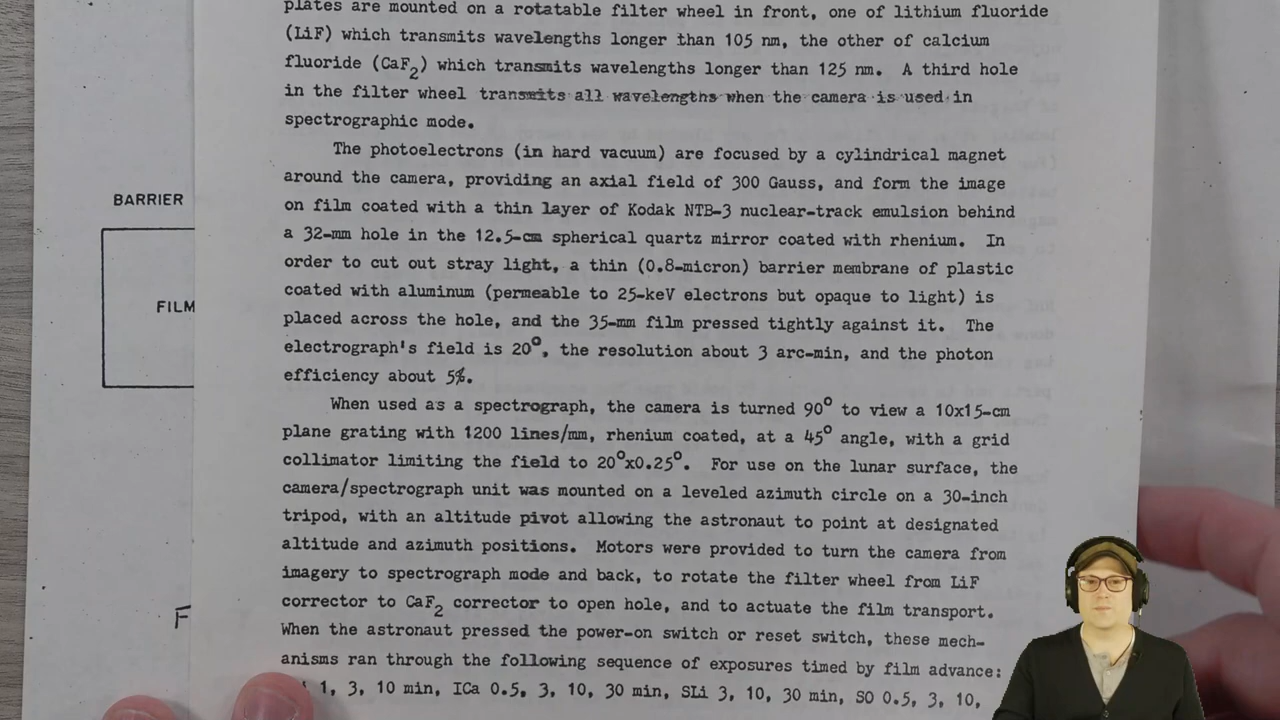 plates are mounted on a rotatable filter wheel in front, one of lithium fluoride
(LiF) which transmits wavelengths longer than 105 nm, the other of calcium
fluoride (CaF2) which transmits wavelengths longer than 125 nm. A third hole
in the filter wheel transmits all wavelengths when the camera is used in
spectrographic mode.
The photoelectrons (in hard vacuum) are focused by a cylindrical magnet
around the camera, providing an axial field of 300 Gauss, and form the image
on film coated with a thin layer of Kodak NTB-3 nuclear-track emulsion behind
a 32-mm hole in the 12.5-cm spherical quartz mirror coated with rhenium. In
order to cut out stray light, a thin (0.8-micron) barrier membrane of plastic
coated with aluminum (permeable to 25-keV electrons but opaque to light) is
placed across the hole, and the 35-mm film pressed tightly against it. The
electrograph's field is 20°, the resolution about 3 arc-min, and the photon
efficiency about 5%.
When used as a spectrograph, the camera is turned 90° to view a 10x15-cm
plane grating with 1200 lines/mm, rhenium coated, at a 45° angle, with a grid
collimator limiting the field to 20°x0.25°. For use on the lunar surface, the
camera/spectrograph unit was mounted on a leveled azimuth circle on a 30-inch
tripod, with an altitude pivot allowing the astronaut to point at designated
altitude and azimuth positions. Motors were provided to turn the camera from
imagery to spectrograph mode and back, to rotate the filter wheel from LiF
corrector to CaF2 corrector to open hole, and to actuate the film transport.
When the astronaut pressed the power-on switch or reset switch, these mech-
anisms ran through the following sequence of exposures timed by film advance:
1, 3, 10 min, ICa 0.5, 3, 10, 30 min, SLi 3, 10, 30 min, SO 0.5, 3, 10,
BARRIER
FILM
F